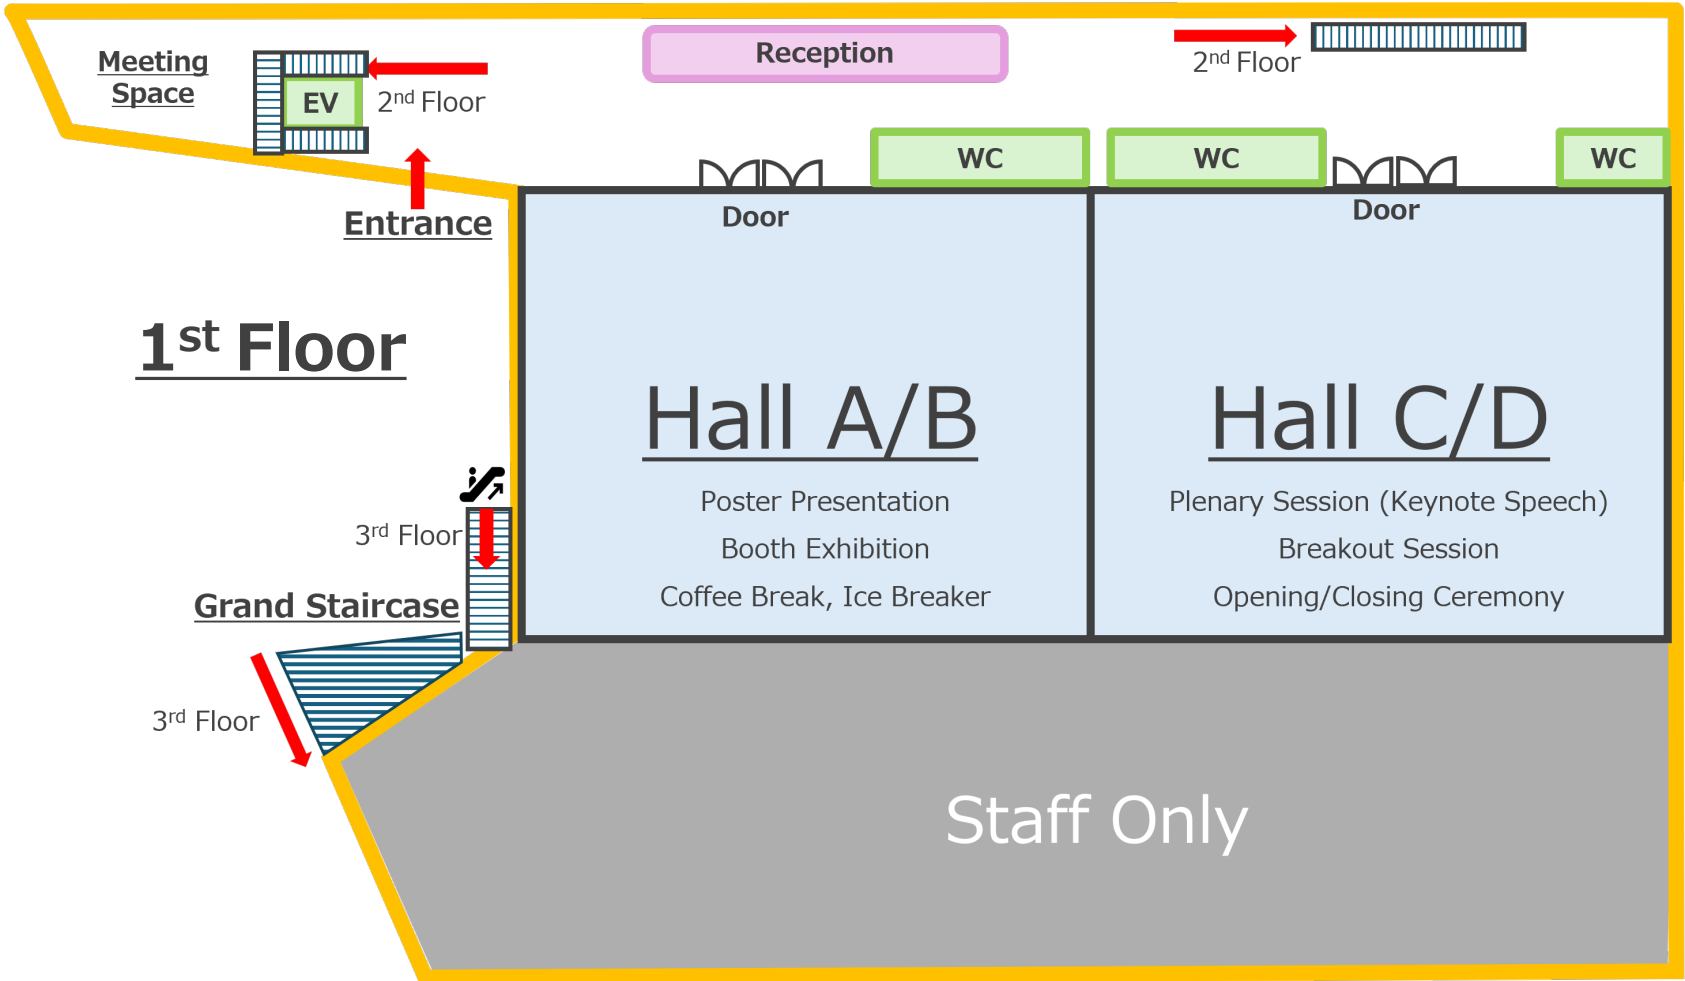 Meeting
Space
EV
2nd Floor
Reception
2nd Floor
WC
WC
WC
Entrance
Door
Door
1st Floor
Hall A/B
Poster Presentation
Booth Exhibition
Coffee Break, Ice Breaker
Hall C/D
Plenary Session (Keynote Speech)
Breakout Session
Opening/Closing Ceremony
3rd Floor
Grand Staircase
3rd Floor
Staff Only